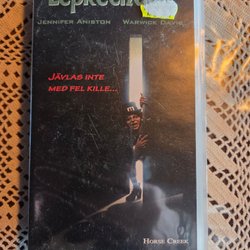 Leprechaun
JENNIFER ANISTON WARWICK DAVIS
JÄVLAS INTE
MED FEL KILLE...
HORSE CREEK